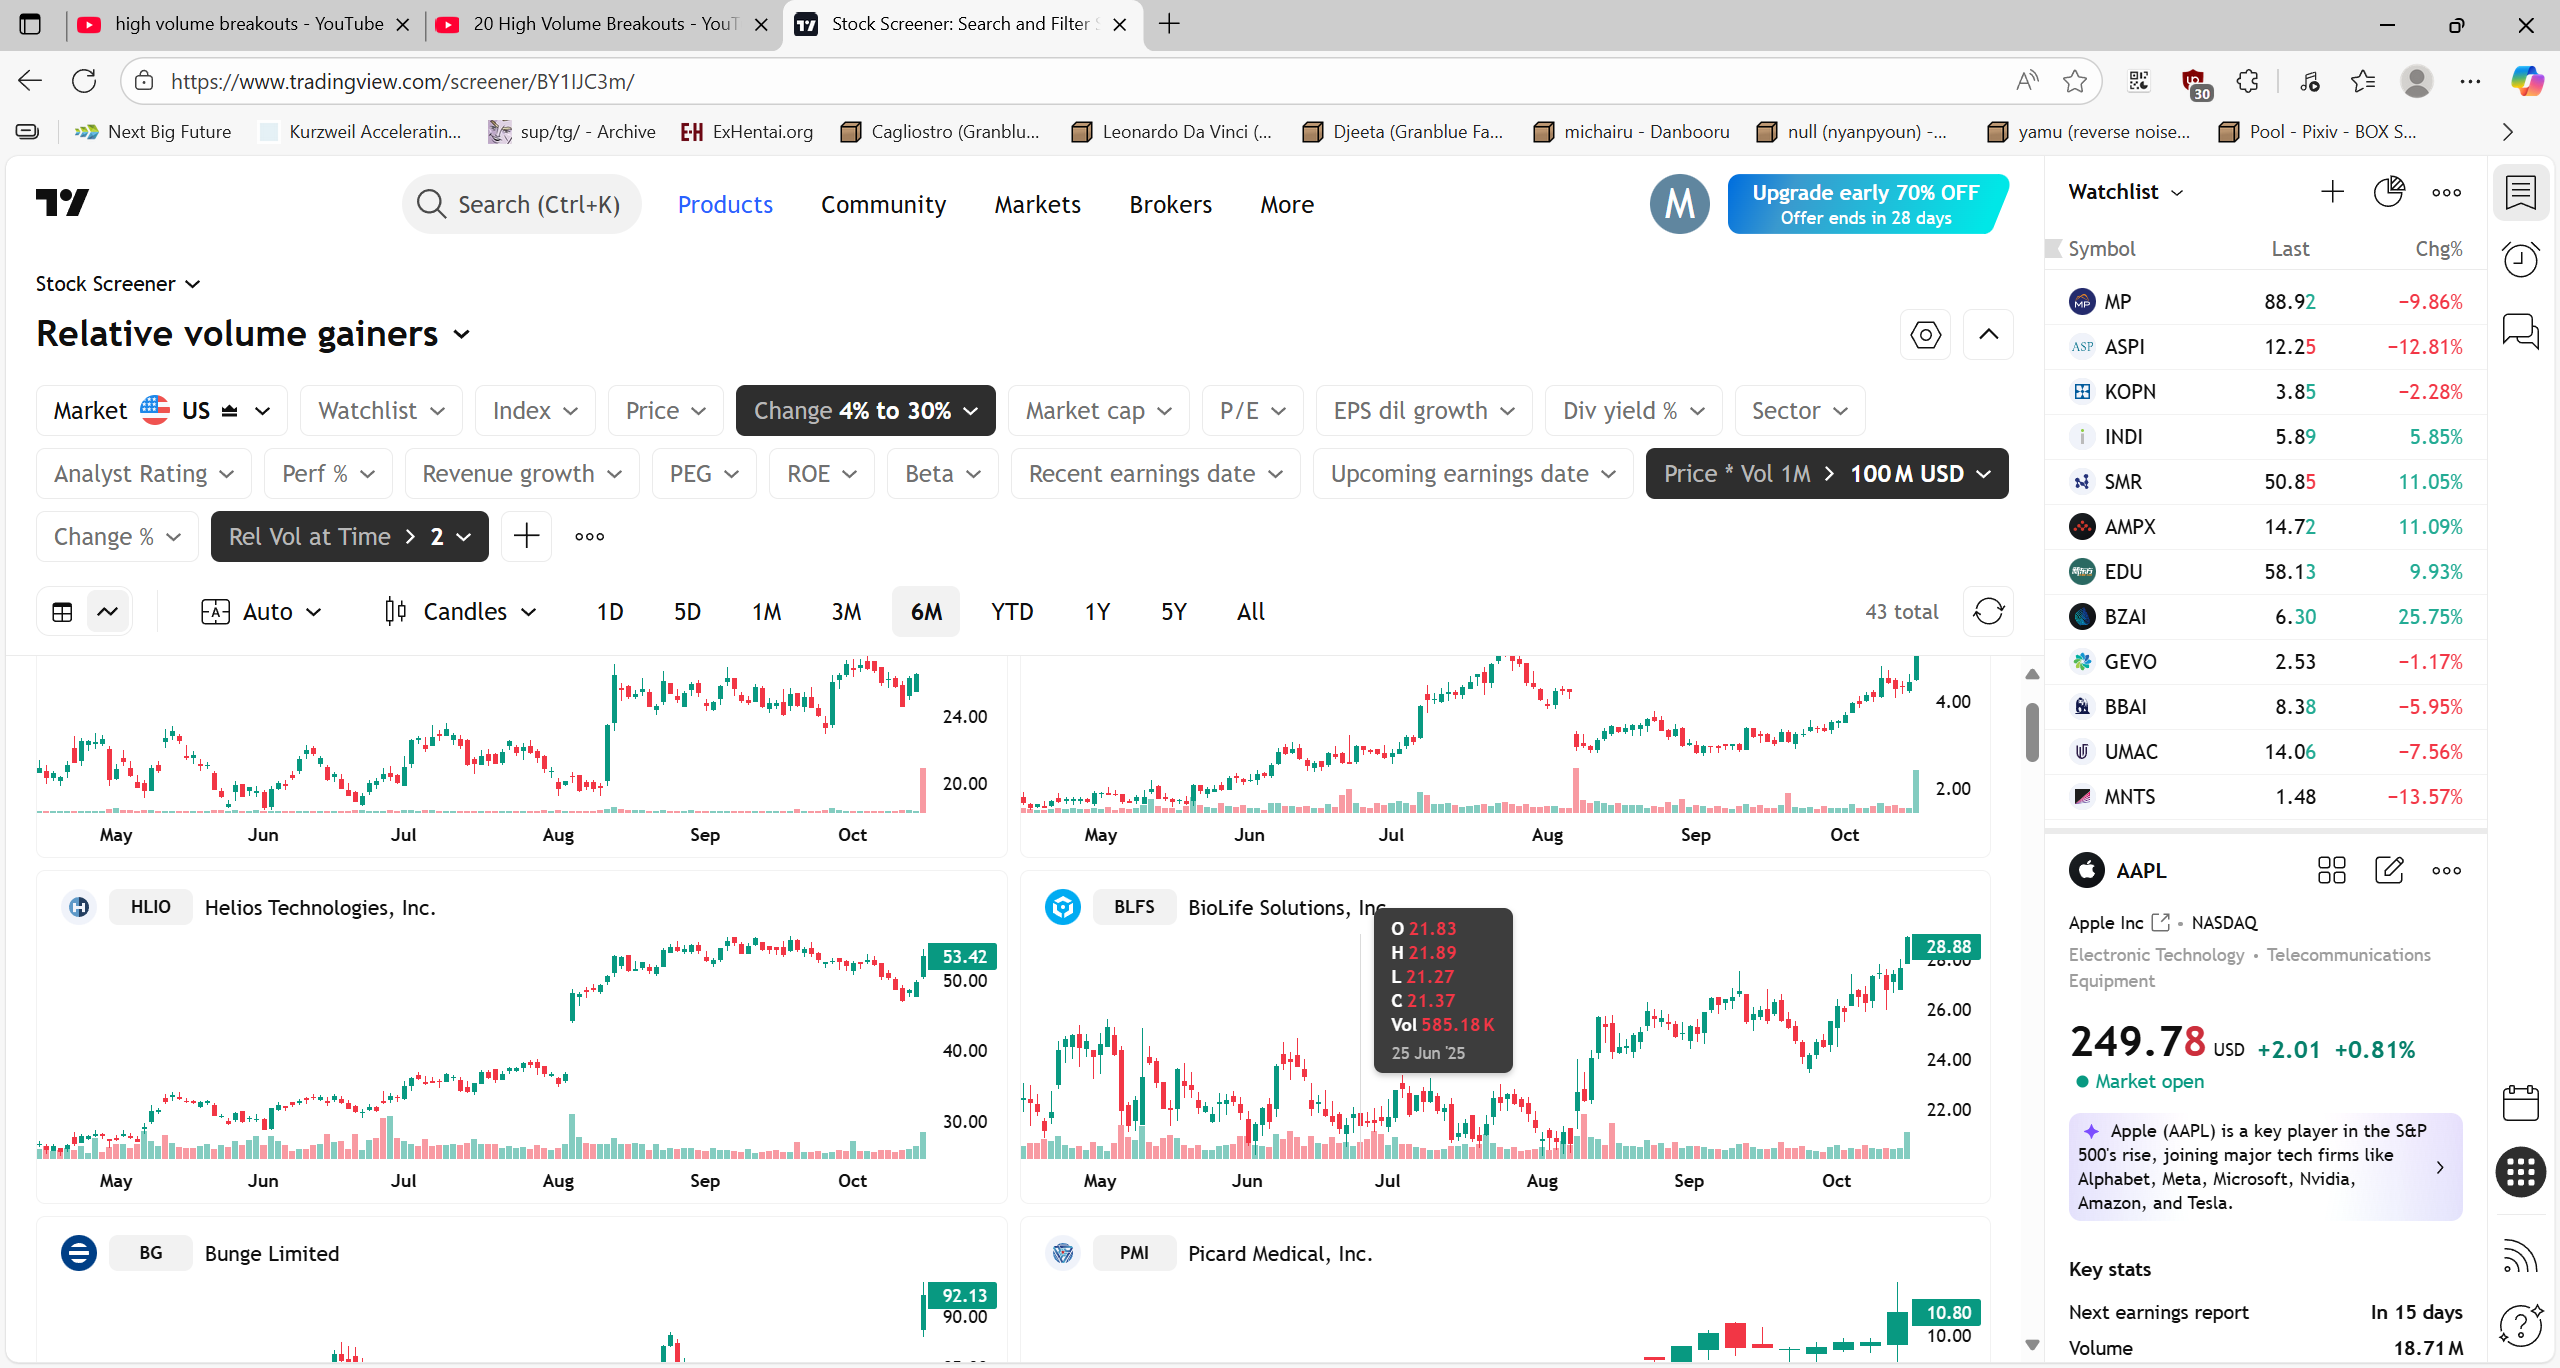 high volume breakouts - YouTube
20 High Volume Breakouts - YouT
Stock Screener: Search and Filter S
https://www.tradingview.com/screener/BY1IJC3m/
30
Next Big Future
Kurzweil Acceleratin...
sup/tg/ - Archive
EH ExHentai.org
Cagliostro (Granblu...
Leonardo Da Vinci (...
Djeeta (Granblue Fa...
michairu - Danbooru
null (nyanpyoun) -...
yamu (reverse noise...
Pool - Pixiv - BOX S...
Search (Ctrl+K)
Products
Community
Markets
Brokers
More
M
Upgrade early 70% OFF
Offer ends in 28 days
Stock Screener
Relative volume gainers
Market US
Watchlist
Index
Price
Change 4% to 30%
Market cap
P/E
EPS dil growth
Div yield %
Sector
Analyst Rating
Perf %
Revenue growth
PEG
ROE
Beta
Recent earnings date
Upcoming earnings date
Price * Vol 1M > 100 M USD
Change %
Rel Vol at Time > 2
A Auto
Candles
1D
5D
1M
3M
6M
YTD
1Y
5Y
All
43 total
24.00
20.00
May Jun Jul Aug Sep Oct
4.00
2.00
May Jun Jul Aug Sep Oct
HLIO Helios Technologies, Inc.
53.42
50.00
40.00
30.00
May Jun Jul Aug Sep Oct
BLFS BioLife Solutions, Inc.
O 21.83
H 21.89
L 21.27
C 21.37
Vol 585.18 K
25 Jun '25
28.88
28.00
26.00
24.00
22.00
May Jun Jul Aug Sep Oct
BG Bunge Limited
92.13
90.00
PMI Picard Medical, Inc.
10.80
10.00
Watchlist
Symbol Last Chg%
MP 88.92 −9.86%
ASP ASPI 12.25 −12.81%
KOPN 3.85 −2.28%
INDI 5.89 5.85%
SMR 50.85 11.05%
AMPX 14.72 11.09%
EDU 58.13 9.93%
BZAI 6.30 25.75%
GEVO 2.53 −1.17%
BBAI 8.38 −5.95%
UMAC 14.06 −7.56%
MNTS 1.48 −13.57%
AAPL
Apple Inc • NASDAQ
Electronic Technology • Telecommunications
Equipment
249.78 USD +2.01 +0.81%
Market open
Apple (AAPL) is a key player in the S&P
500's rise, joining major tech firms like
Alphabet, Meta, Microsoft, Nvidia,
Amazon, and Tesla.
Key stats
Next earnings report In 15 days
Volume 18.71 M